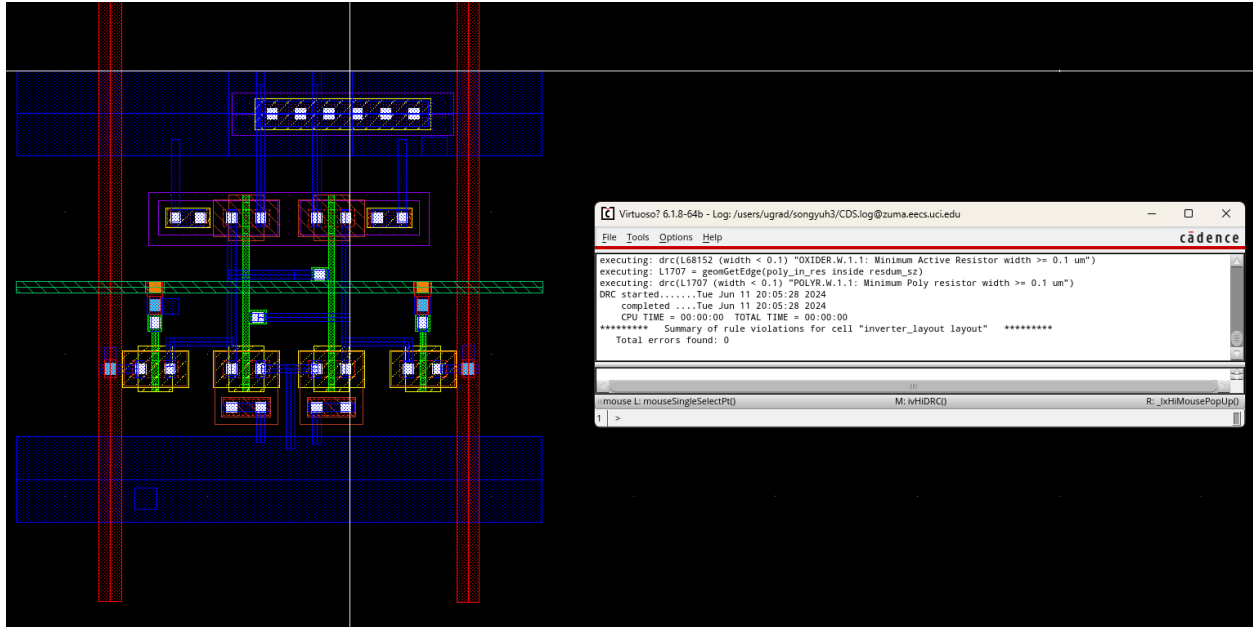 Virtuoso? 6.1.8-64b - Log: /users/ugrad/songyuh3/CDS.log@zuma.eecs.uci.edu
File Tools Options Help
cādence
executing: drc(L68152 (width < 0.1) "OXIDER.W.1.1: Minimum Active Resistor width >= 0.1 um")
executing: L1707 = geomGetEdge(poly_in_res inside resdum_sz)
executing: drc(L1707 (width < 0.1) "POLYR.W.1.1: Minimum Poly resistor width >= 0.1 um")
DRC started.......Tue Jun 11 20:05:28 2024
completed ....Tue Jun 11 20:05:28 2024
CPU TIME = 00:00:00 TOTAL TIME = 00:00:00
********* Summary of rule violations for cell "inverter_layout layout" *********
Total errors found: 0
mouse L: mouseSingleSelectPt()
M: ivHiDRC()
R: _lxHiMousePopUp()
1 >